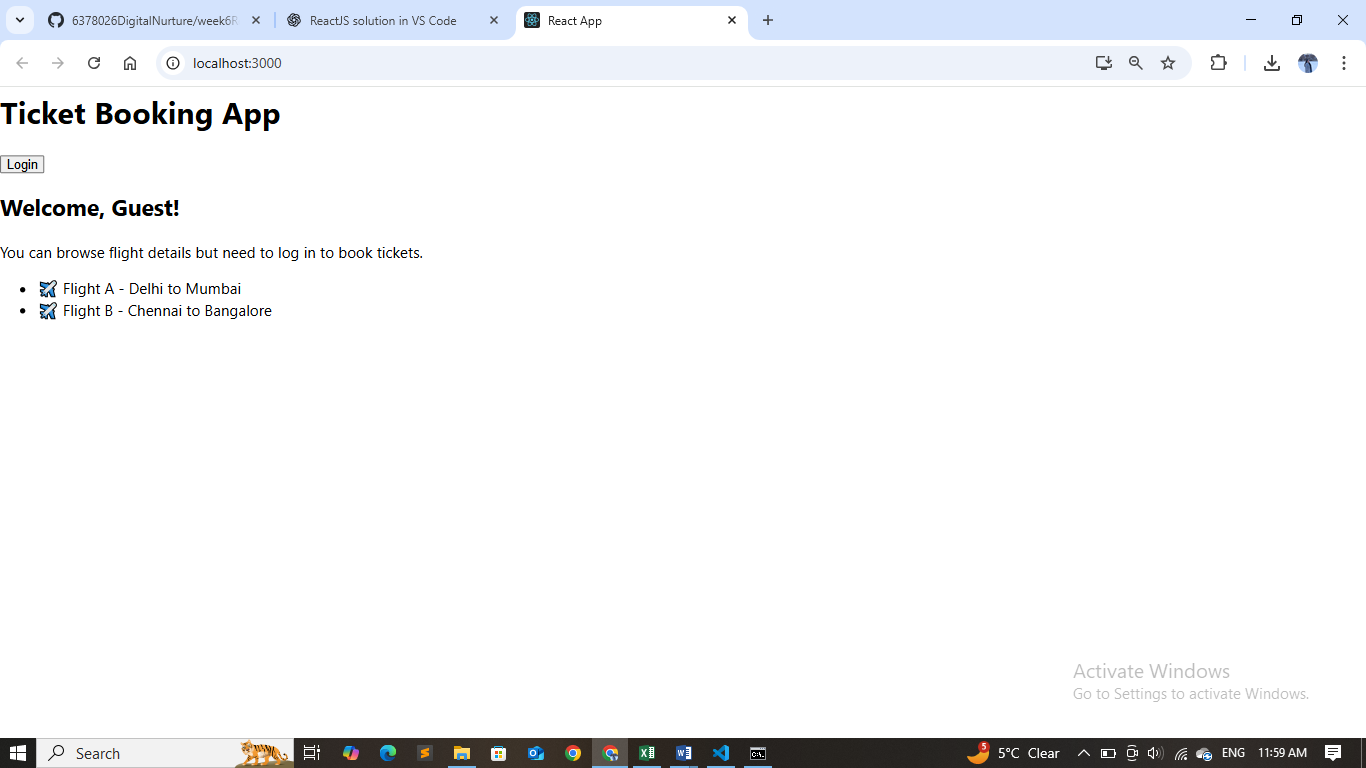 6378026DigitalNurture/week6R
ReactJS solution in VS Code
React App
localhost:3000
Ticket Booking App
Login
Welcome, Guest!
You can browse flight details but need to log in to book tickets.
Flight A - Delhi to Mumbai
Flight B - Chennai to Bangalore
Activate Windows
Go to Settings to activate Windows.
Search
5
5°C Clear
ENG
11:59 AM